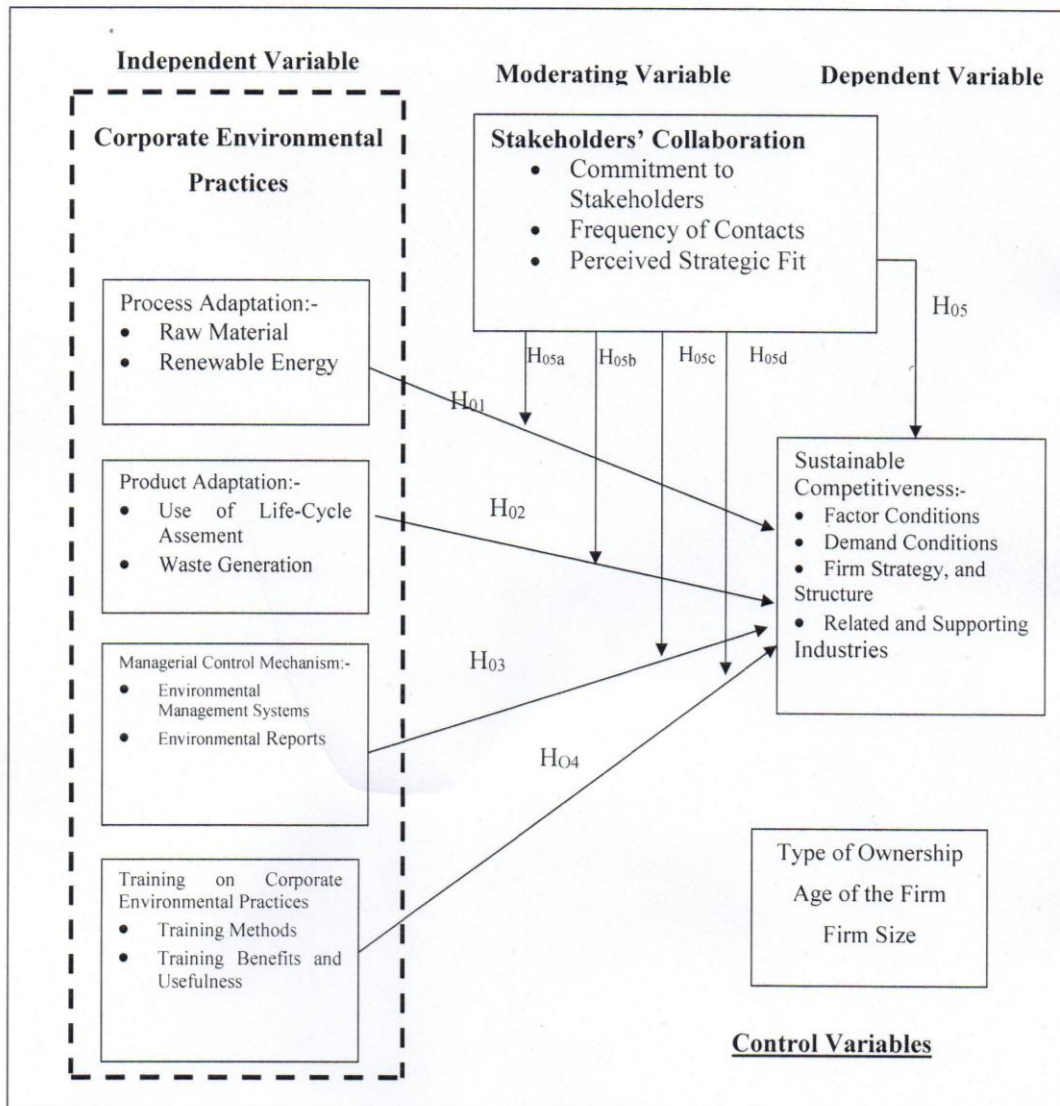 Independent Variable
Moderating Variable
Dependent Variable
Corporate Environmental
Practices
Stakeholders' Collaboration
• Commitment to
Stakeholders
• Frequency of Contacts
• Perceived Strategic Fit
H05
H05a
H05b
H05c
H05d
Process Adaptation:-
• Raw Material
• Renewable Energy
H01
Product Adaptation:-
• Use of Life-Cycle
Assement
• Waste Generation
H02
Sustainable
Competitiveness:-
• Factor Conditions
• Demand Conditions
• Firm Strategy, and
Structure
• Related and Supporting
Industries
Managerial Control Mechanism:-
• Environmental
Management Systems
• Environmental Reports
H03
HO4
Training on Corporate
Environmental Practices
• Training Methods
• Training Benefits and
Usefulness
Type of Ownership
Age of the Firm
Firm Size
Control Variables